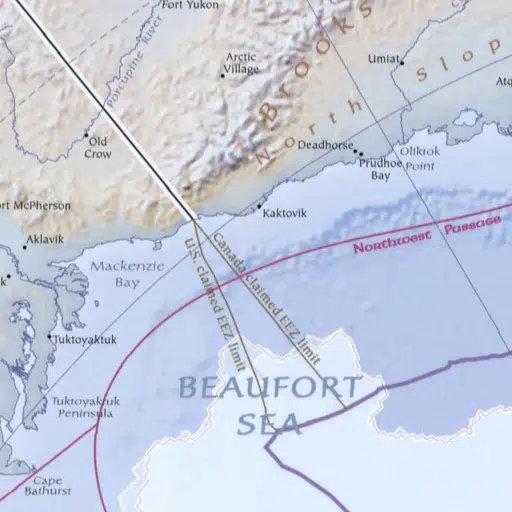 Fort Yukon
Porcupine River
Arctic
Village
Brooks
Umiat
North Slop
Atq
Old
Crow
Deadhorse
Prudhoe
Bay
Oliktok
Point
ort McPherson
Kaktovik
Aklavik
Northwest Passage
Mackenzie
Bay
k
U.S. claimed EEZ limit
Canada claimed EEZ limit
Tuktoyaktuk
BEAUFORT
SEA
Tuktoyaktuk
Peninsula
Cape
Bathurst